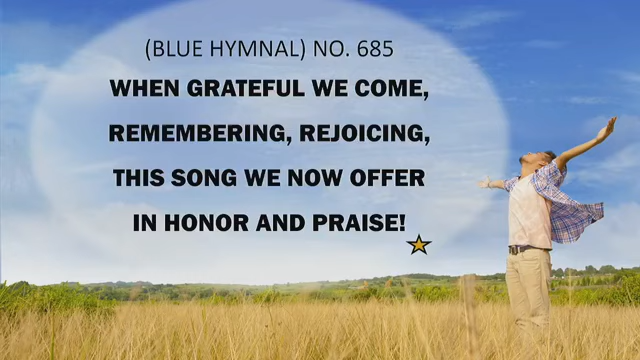 (BLUE HYMNAL) NO. 685
WHEN GRATEFUL WE COME,
REMEMBERING, REJOICING,
THIS SONG WE NOW OFFER
IN HONOR AND PRAISE!